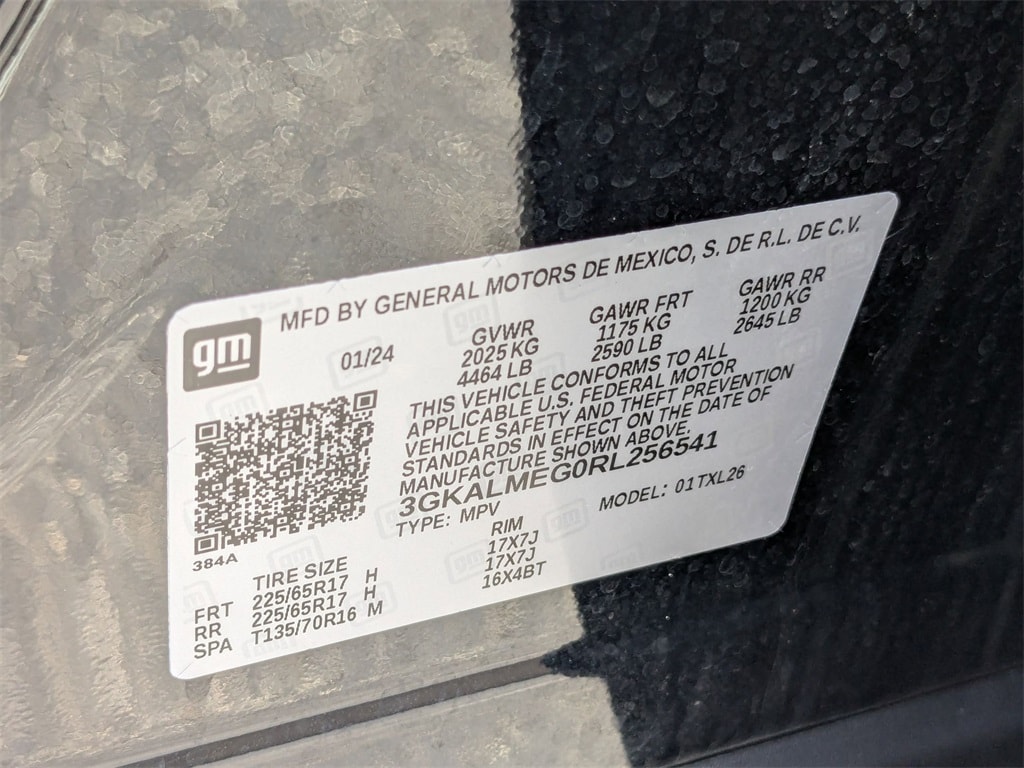 MFD BY GENERAL MOTORS DE MEXICO, S. DE R.L. DE C.V.
gm
01/24
GVWR
2025 KG
4464 LB
GAWR FRT
1175 KG
2590 LB
GAWR RR
1200 KG
2645 LB
THIS VEHICLE CONFORMS TO ALL
APPLICABLE U.S. FEDERAL MOTOR
VEHICLE SAFETY AND THEFT PREVENTION
STANDARDS IN EFFECT ON THE DATE OF
MANUFACTURE SHOWN ABOVE.
3GKALMEG0RL256541
TYPE: MPV
MODEL: 01TXL26
384A
TIRE SIZE
RIM
FRT 225/65R17 H 17X7J
RR 225/65R17 H 17X7J
SPA T135/70R16 M 16X4BT